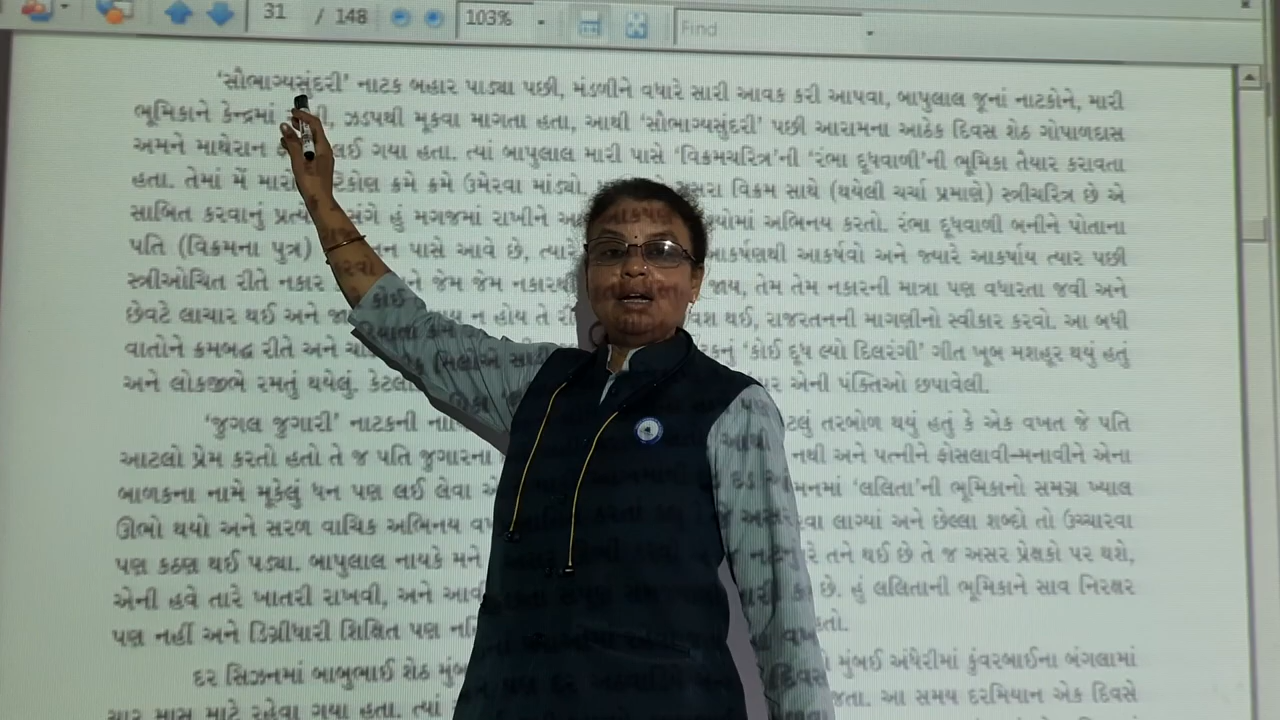 31 / 148 103% Find
'સૌભાગ્યસુંદરી' નાટક બહાર પાડ્યા પછી, મંડળીને વધારે સારી આવક કરી આપવા, બાપુલાલ જૂનાં નાટકોને, મારી
ભૂમિકાને કેન્દ્રમાં ઝડપથી મૂકવા માગતા હતા, આથી 'સૌભાગ્યસુંદરી' પછી આરામના આઠેક દિવસ શેઠ ગોપાળદાસ
અમને માથેરાન લઈ ગયા હતા. ત્યાં બાપુલાલ મારી પાસે 'વિક્રમચરિત્ર'ની 'રંભા દૂધવાળી'ની ભૂમિકા તૈયાર કરાવતા
હતા. તેમાં મેં ક્રમે ક્રમે ઉમેરવા માંડ્યો. સસરા વિક્રમ સાથે (થયેલી ચર્ચા પ્રમાણે) સ્ત્રીચરિત્ર છે એ
સાબિત કરવાનું હું મગજમાં રાખીને અભિનય કરતો. રંભા દૂધવાળી બનીને પોતાના
પતિ (વિક્રમના પુત્ર) પાસે આવે છે, ત્યારે આકર્ષણથી આકર્ષવો અને જ્યારે આકર્ષાય ત્યાર પછી
સ્ત્રીઓચિત રીતે નકાર જેમ જેમ નકારથી જાય, તેમ તેમ નકારની માત્રા પણ વધારતા જવી અને
છેવટે લાચાર થઈ અને ન હોય તે થઈ, રાજરતનની માગણીનો સ્વીકાર કરવો. આ બધી
વાતોને ક્રમબદ્ધ રીતે અને 'કોઈ દૂધ લ્યો દિલરંગી' ગીત ખૂબ મશહૂર થયું હતું
અને લોકજીભે રમતું થયેલું. એની પંક્તિઓ છપાવેલી.
'જુગલ જુગારી' નાટકની તરબોળ થયું હતું કે એક વખત જે પતિ
આટલો પ્રેમ કરતો હતો તે જ પતિ જુગારના નથી અને પત્નીને ફોસલાવી-મનાવીને એના
બાળકના નામે મૂકેલું ધન પણ લઈ લેવા 'લલિતા'ની ભૂમિકાનો સમગ્ર ખ્યાલ
ઊભો થયો અને સરળ વાચિક અભિનય લાગ્યાં અને છેલ્લા શબ્દો તો ઉચ્ચારવા
પણ કઠણ થઈ પડ્યા. બાપુલાલ નાયકે મને તને થઈ છે તે જ અસર પ્રેક્ષકો પર થશે,
એની હવે તારે ખાતરી રાખવી, અને છે. હું લલિતાની ભૂમિકાને સાવ નિરક્ષર
પણ નહીં અને ડિગ્રીધારી શિક્ષિત પણ હતો.
દર સિઝનમાં બાબુભાઈ શેઠ મુંબઈ અંધેરીમાં કુંવરબાઈના બંગલામાં
ચાર માસ માટે રહેવા ગયા હતા. ત્યાં જતા. આ સમય દરમિયાન એક દિવસે